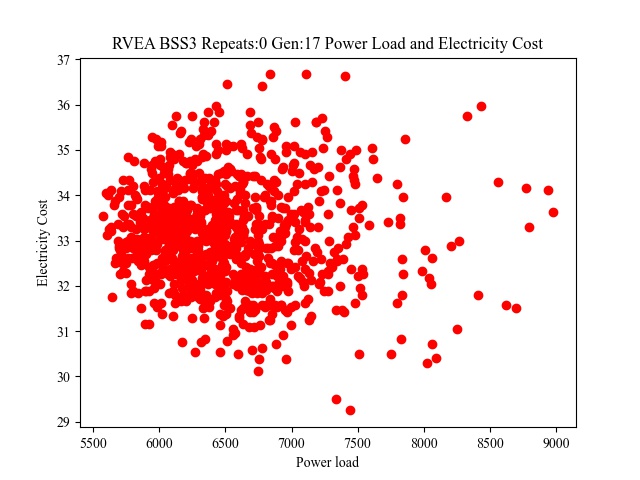 RVEA BSS3 Repeats:0 Gen:17 Power Load and Electricity Cost
37
36
35
34
33
32
31
30
29
Electricity Cost
5500 6000 6500 7000 7500 8000 8500 9000
Power load